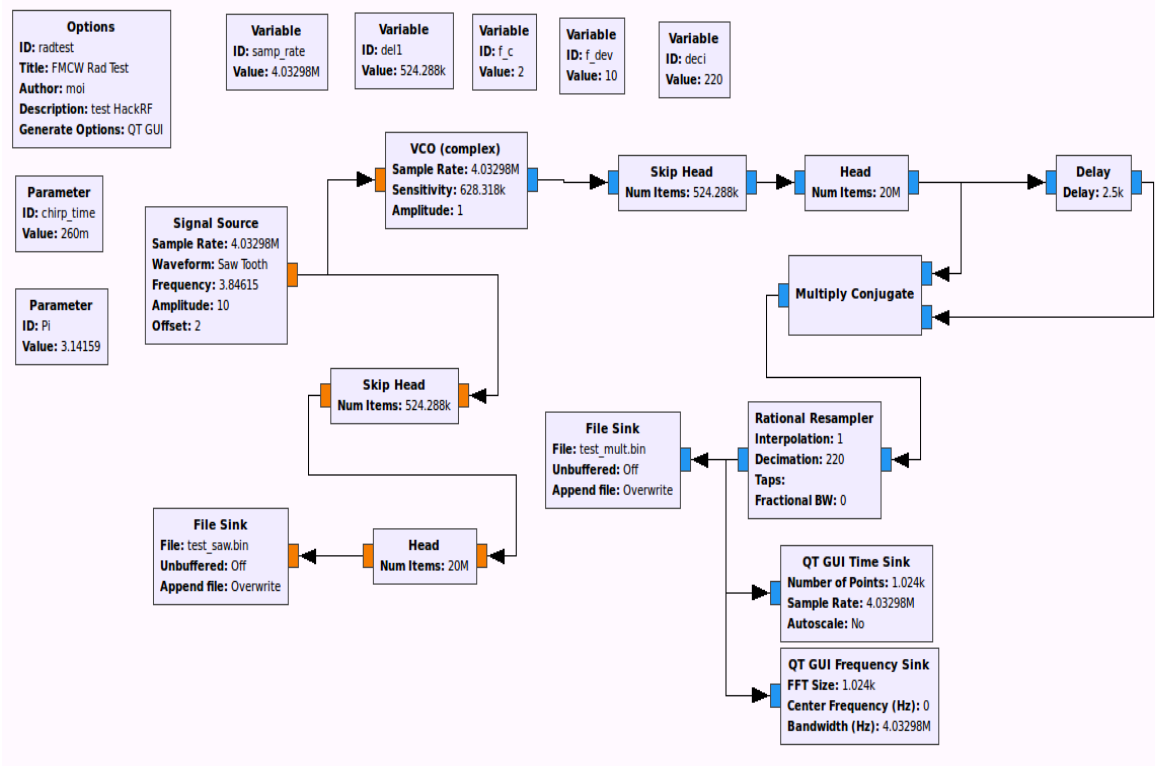 Options
ID: radtest
Title: FMCW Rad Test
Author: moi
Description: test HackRF
Generate Options: QT GUI
Variable
ID: samp_rate
Value: 4.03298M
Variable
ID: del1
Value: 524.288k
Variable
ID: f_c
Value: 2
Variable
ID: f_dev
Value: 10
Variable
ID: deci
Value: 220
Parameter
ID: chirp_time
Value: 260m
Parameter
ID: Pi
Value: 3.14159
Signal Source
Sample Rate: 4.03298M
Waveform: Saw Tooth
Frequency: 3.84615
Amplitude: 10
Offset: 2
VCO (complex)
Sample Rate: 4.03298M
Sensitivity: 628.318k
Amplitude: 1
Skip Head
Num Items: 524.288k
Head
Num Items: 20M
Delay
Delay: 2.5k
Multiply Conjugate
Skip Head
Num Items: 524.288k
File Sink
File: test_mult.bin
Unbuffered: Off
Append file: Overwrite
Rational Resampler
Interpolation: 1
Decimation: 220
Taps:
Fractional BW: 0
File Sink
File: test_saw.bin
Unbuffered: Off
Append file: Overwrite
Head
Num Items: 20M
QT GUI Time Sink
Number of Points: 1.024k
Sample Rate: 4.03298M
Autoscale: No
QT GUI Frequency Sink
FFT Size: 1.024k
Center Frequency (Hz): 0
Bandwidth (Hz): 4.03298M